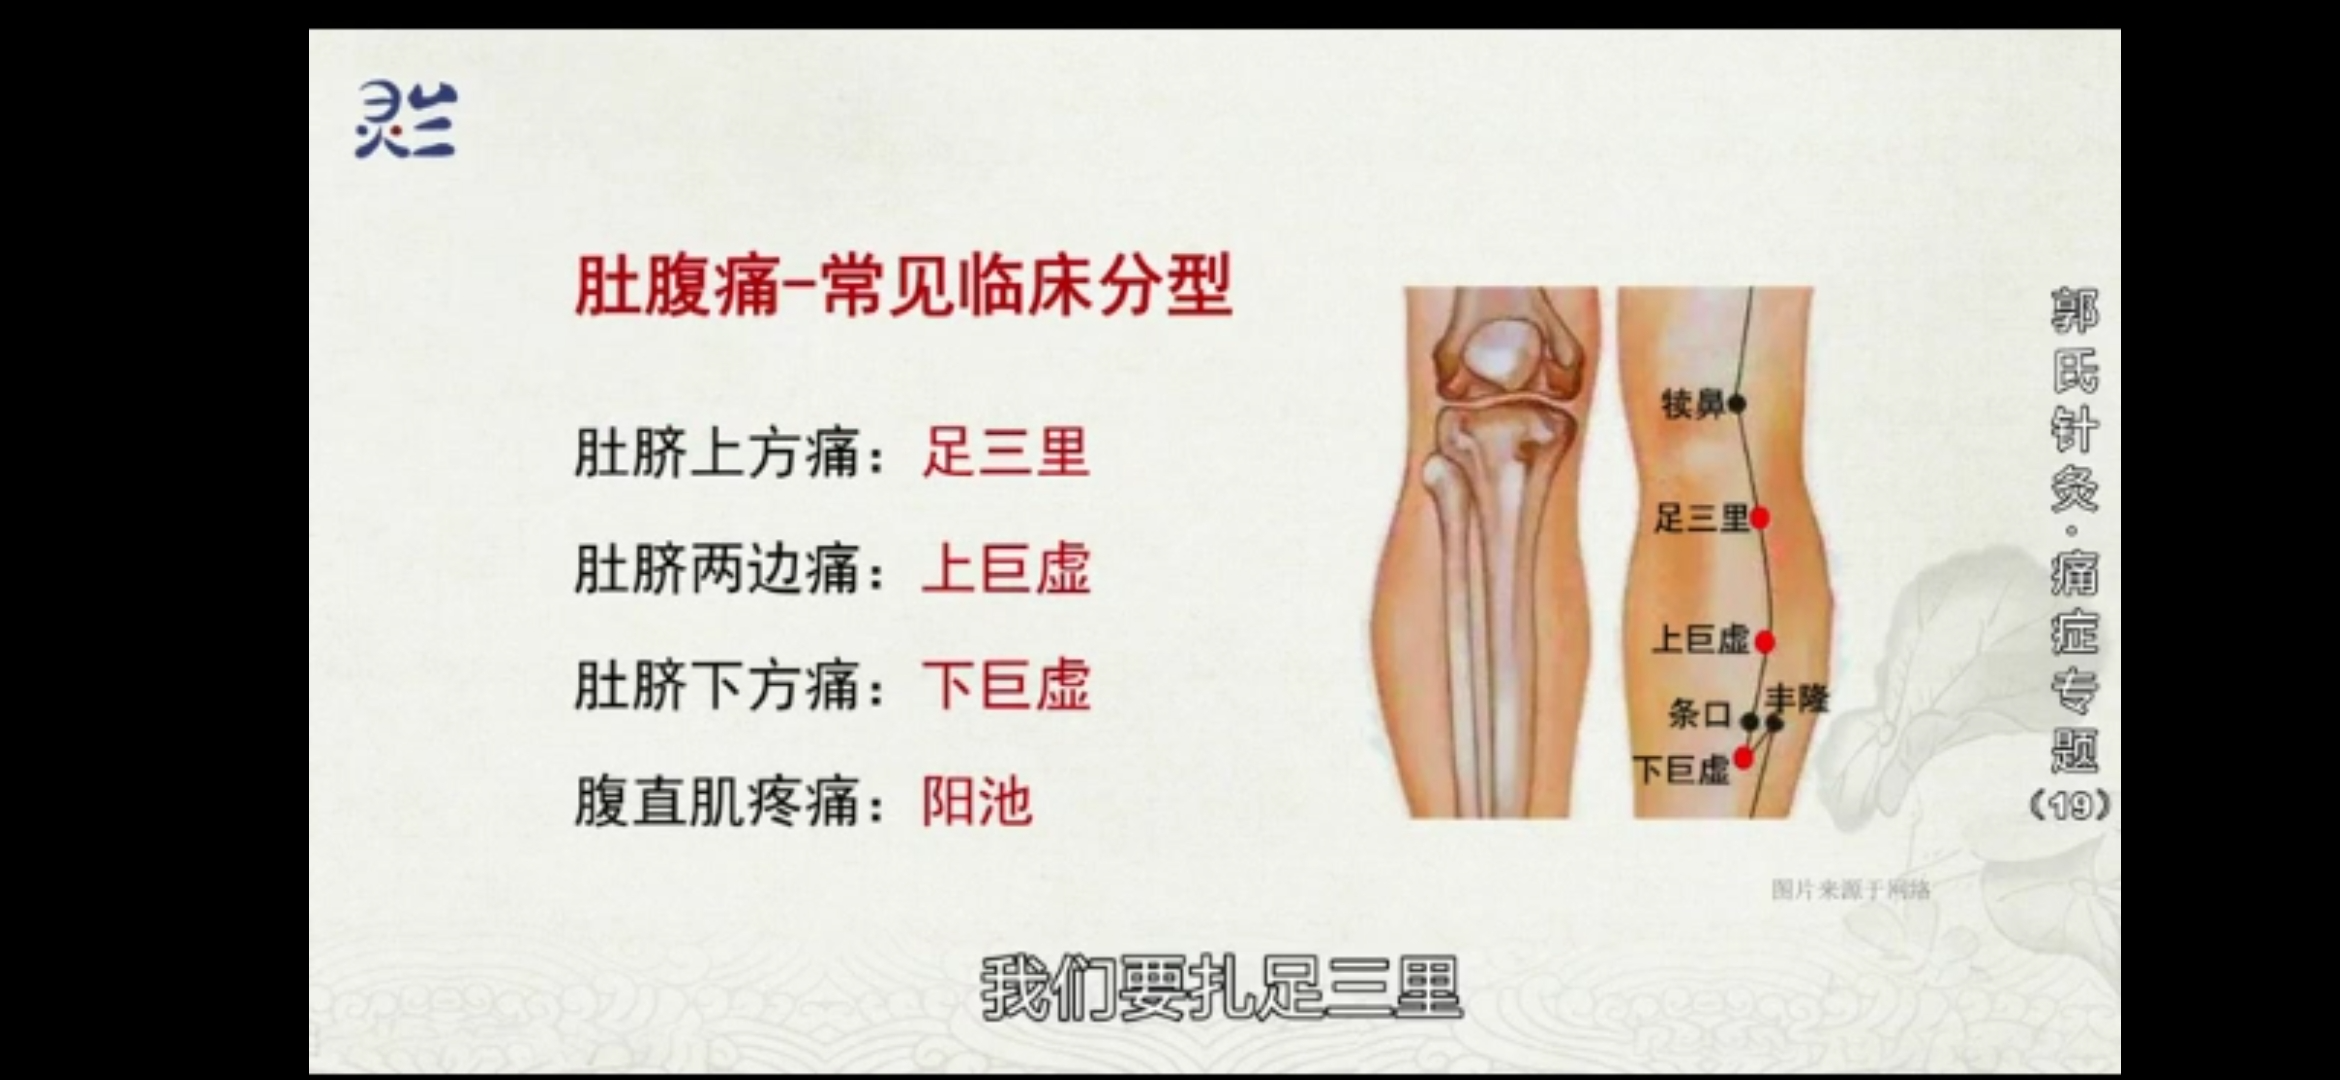 灵兰
肚腹痛-常见临床分型
肚脐上方痛：足三里
肚脐两边痛：上巨虚
肚脐下方痛：下巨虚
腹直肌疼痛：阳池
犊鼻
足三里
上巨虚
条口
丰隆
下巨虚
图片来源于网络
郭氏针灸·痛症专题（19）
我们要扎足三里